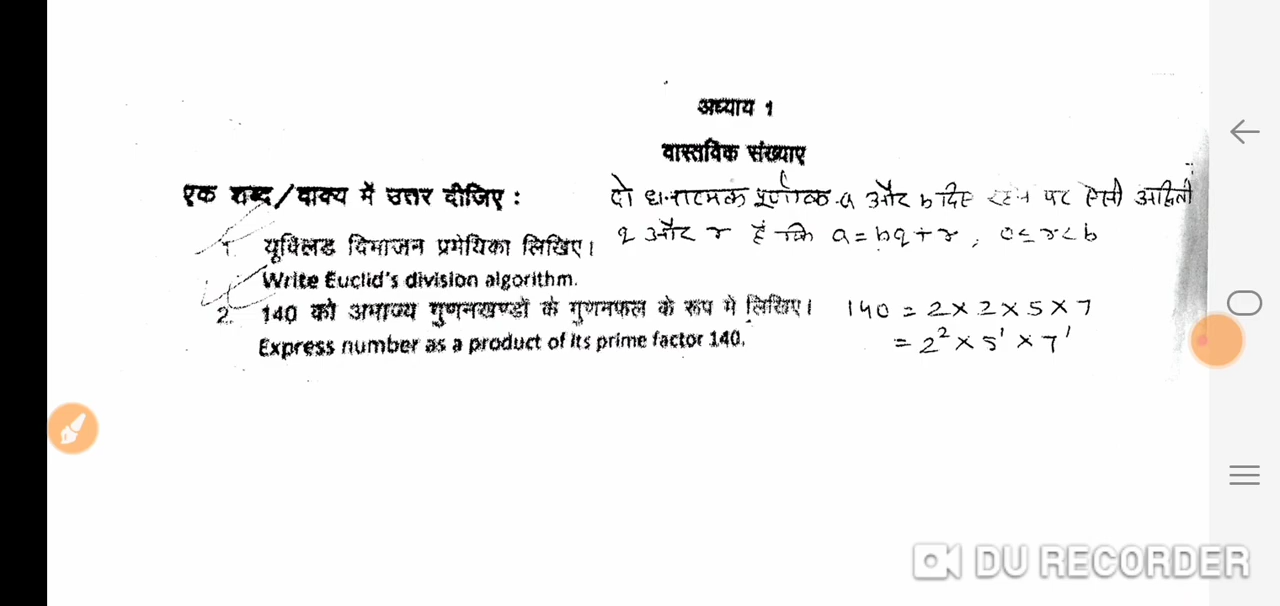 अध्याय 1
वास्तविक संख्याए
एक शब्द/वाक्य में उत्तर दीजिए :
दो धनात्मक पूर्णांक a और b दिए रहने पर ऐसी अद्विती
1. यूक्लिड विभाजन प्रमेयिका लिखिए।
q और r हैं कि a = bq + r , 0 ≤ r < b
Write Euclid's division algorithm.
2. 140 को अभाज्य गुणनखण्डों के गुणनफल के रूप मे लिखिए। 140 = 2 × 2 × 5 × 7
Express number as a product of its prime factor 140. = 2² × 5¹ × 7¹
DU RECORDER